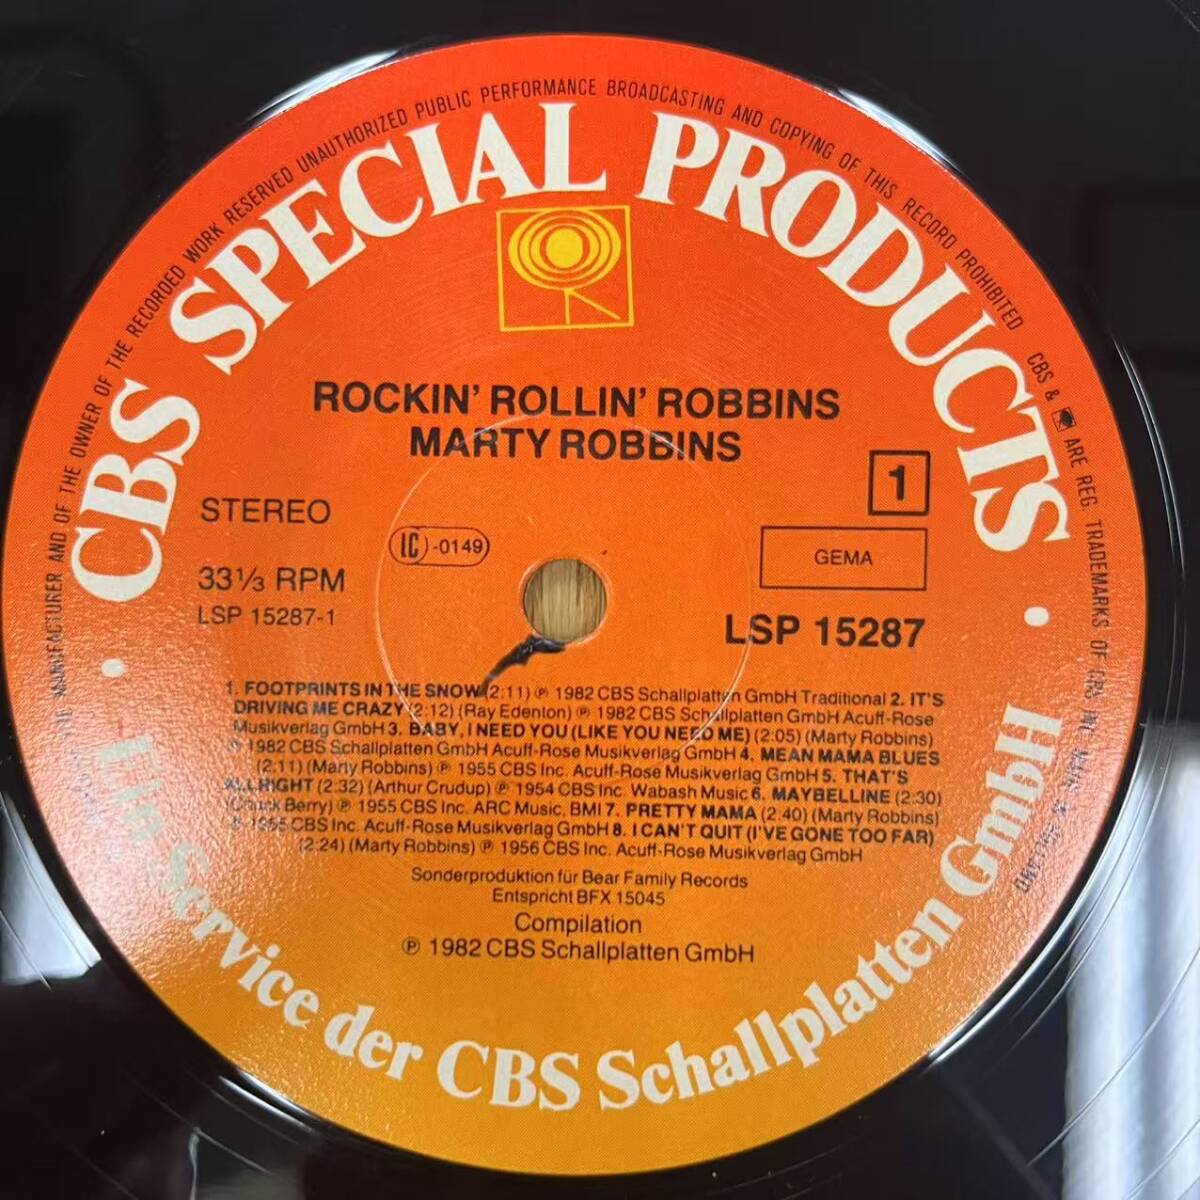 MANUFACTURER AND OF THE OWNER OF THE RECORDED WORK RESERVED UNAUTHORIZED PUBLIC PERFORMANCE BROADCASTING AND COPYING OF THIS RECORD PROHIBITED
CBS & ARE REG. TRADEMARKS OF CBS INC
CBS SPECIAL PRODUCTS
ROCKIN' ROLLIN' ROBBINS
MARTY ROBBINS
1
STEREO
LC -0149
GEMA
33 1/3 RPM
LSP 15287-1
LSP 15287
1. FOOTPRINTS IN THE SNOW (2:11) ℗ 1982 CBS Schallplatten GmbH Traditional 2. IT'S
DRIVING ME CRAZY (2:12) (Ray Edenton) ℗ 1982 CBS Schallplatten GmbH Acuff-Rose
Musikverlag GmbH 3. BABY, I NEED YOU (LIKE YOU NEED ME) (2:05) (Marty Robbins)
℗ 1982 CBS Schallplatten GmbH Acuff-Rose Musikverlag GmbH 4. MEAN MAMA BLUES
(2:11) (Marty Robbins) ℗ 1955 CBS Inc. Acuff-Rose Musikverlag GmbH 5. THAT'S
ALLRIGHT (2:32) (Arthur Crudup) ℗ 1954 CBS Inc. Wabash Music 6. MAYBELLINE (2:30)
(Chuck Berry) ℗ 1955 CBS Inc. ARC Music, BMI 7. PRETTY MAMA (2:40) (Marty Robbins)
℗ 1955 CBS Inc. Acuff-Rose Musikverlag GmbH 8. I CAN'T QUIT (I'VE GONE TOO FAR)
(2:24) (Marty Robbins) ℗ 1956 CBS Inc. Acuff-Rose Musikverlag GmbH
Sonderproduktion für Bear Family Records
Entspricht BFX 15045
Compilation
℗ 1982 CBS Schallplatten GmbH
Ein Service der CBS Schallplatten GmbH